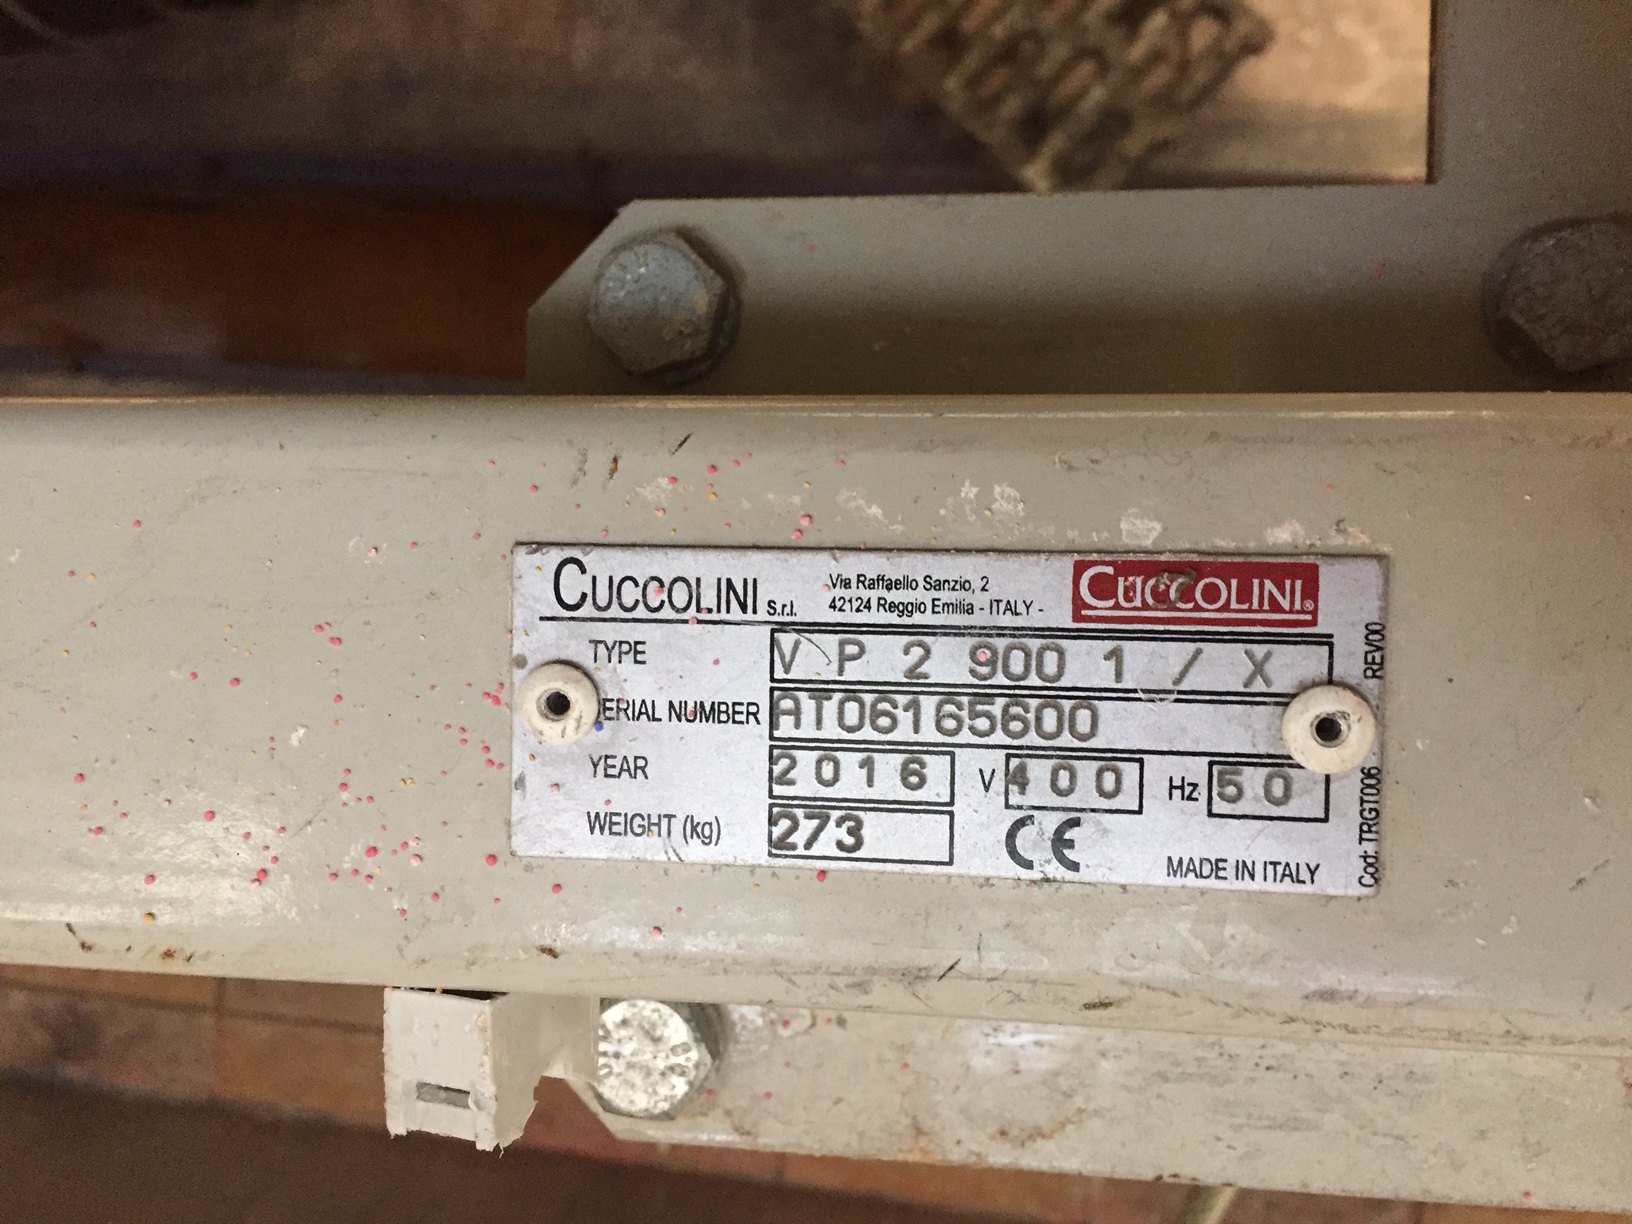 CUCCOLINI S.r.l.
Via Raffaello Sanzio, 2
42124 Reggio Emilia - ITALY -
CUCCOLINI®
TYPE V P 2 900 1 / X
ERIAL NUMBER AT06165600
YEAR 2016 V 400 Hz 50
WEIGHT (kg) 273
CE
MADE IN ITALY
REV00
Cod: TRGT006